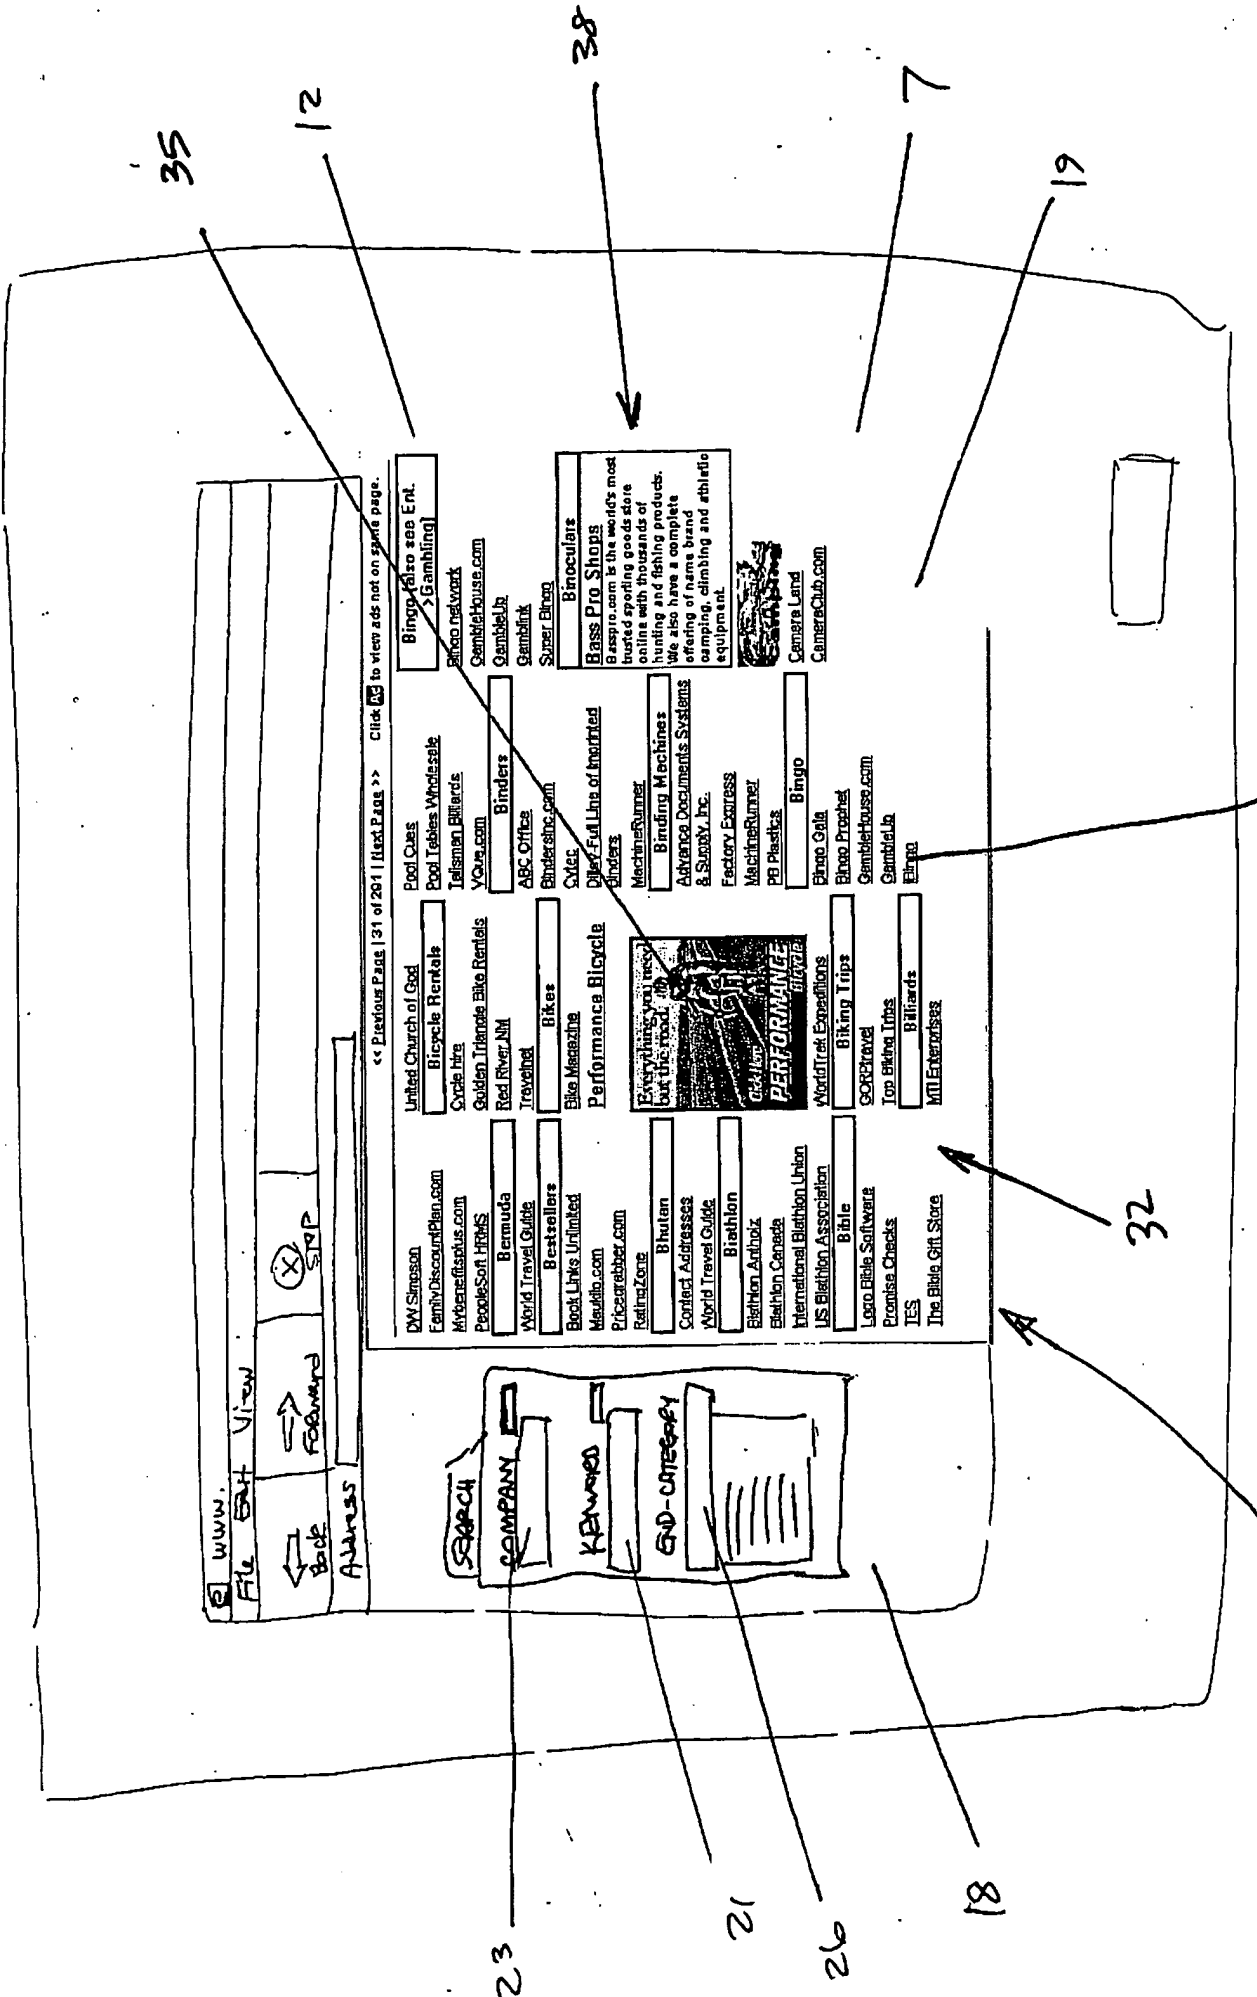 35
12
38
7
19
www.
File Edit View
Back
Forward
X
STOP
Address
<< Previous Page | 31 of 291 | Next Page >> Click Ad to view ads not on same page.
SEARCH
COMPANY
KEYWORD
END-CATEGORY
DW Simpson
FamilyDiscountPlan.com
Mybenefitsplus.com
PeopleSoft HRMS
Bermuda
World Travel Guide
Bestsellers
Book Links Unlimited
Maukilo.com
Pricegrabber.com
RatingZone
Bhutan
Contact Addresses
World Travel Guide
Biathlon
Biathlon Antholz
Biathlon Canada
International Biathlon Union
US Biathlon Association
Bible
Logo Bible Software
Promise Checks
TES
The Bible Gift Store
United Church of God
Bicycle Rentals
Cycle hire
Golden Triangle Bike Rentals
Red River, NM
Travelnet
Bikes
Bike Magazine
Performance Bicycle
Everything you need
but the road.
PERFORMANCE
BICYCLE
WorldTrek Expeditions
Biking Trips
GORPtravel
Top Biking Trips
Billiards
MTI Enterprises
Pool Cues
Pool Tables Wholesale
Talisman Billiards
VQue.com
Binders
ABC Office
Bindersinc.com
Cytec
Full Line of Imprinted
Binders
MachineRunner
Binding Machines
Advance Documents Systems
& Supply, Inc.
Factory Express
MachineRunner
PB Plastics
Bingo
Bingo Gala
Bingo Prophet
GambleHouse.com
GambleUp
iBingo
Bingo [also see Ent.
>Gambling]
Bingo network
GambleHouse.com
GambleUp
Gamblink
Super Bingo
Binoculars
Bass Pro Shops
Basspro.com is the world's most
trusted sporting goods store
online with thousands of
hunting and fishing products.
We also have a complete
offering of name brand
camping, climbing and athletic
equipment.
Camera Land
CameraClub.com
23
21
26
18
32